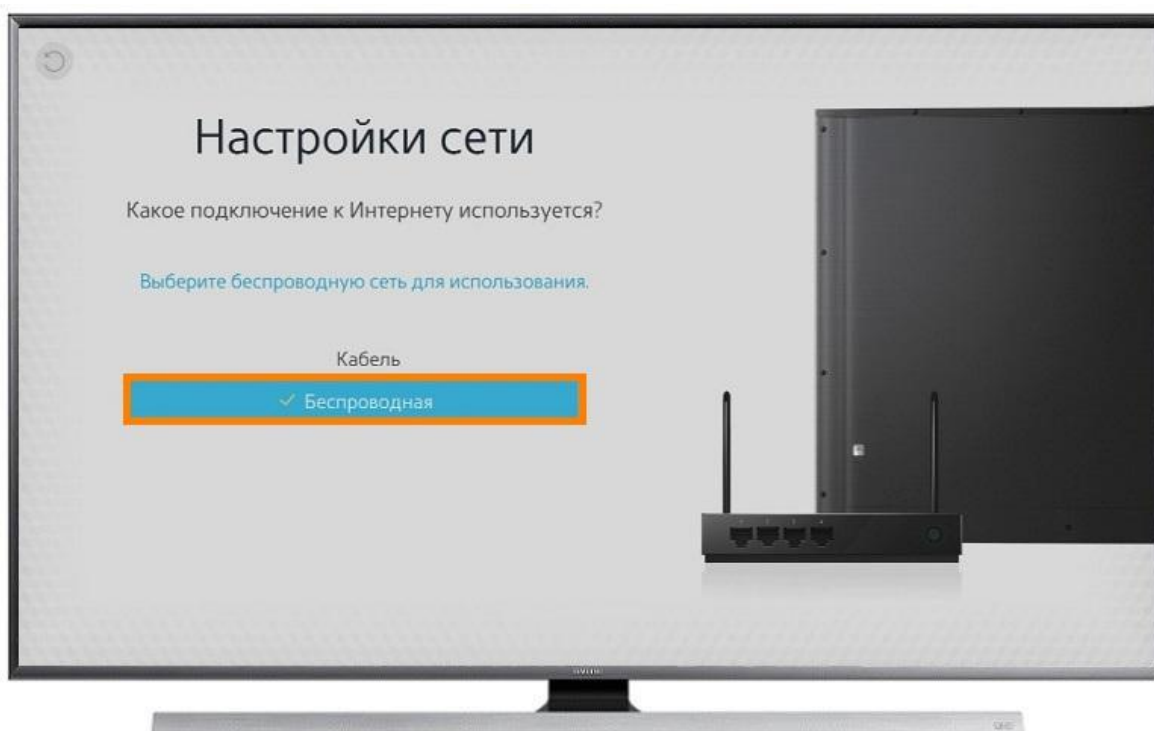 Настройки сети
Какое подключение к Интернету используется?
Выберите беспроводную сеть для использования.
Кабель
✓ Беспроводная